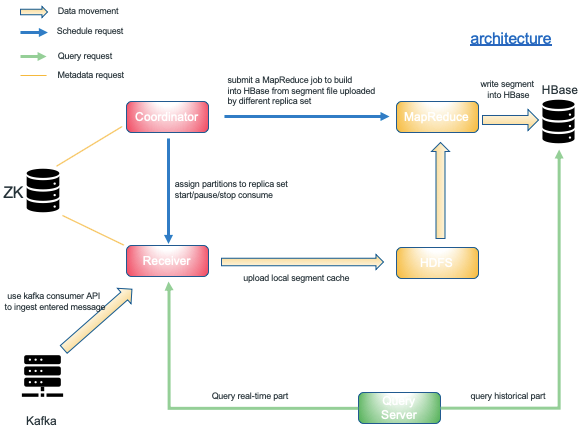 Data movement
Schedule request
Query request
Metadata request
architecture
submit a MapReduce job to build
into HBase from segment file uploaded
by different replica set
write segment
into HBase
HBase
Coordinator
MapReduce
ZK
assign partitions to replica set
start/pause/stop consume
Receiver
HDFS
upload local segment cache
use kafka consumer API
to ingest entered message
Kafka
Query real-time part
Query
Server
query historical part